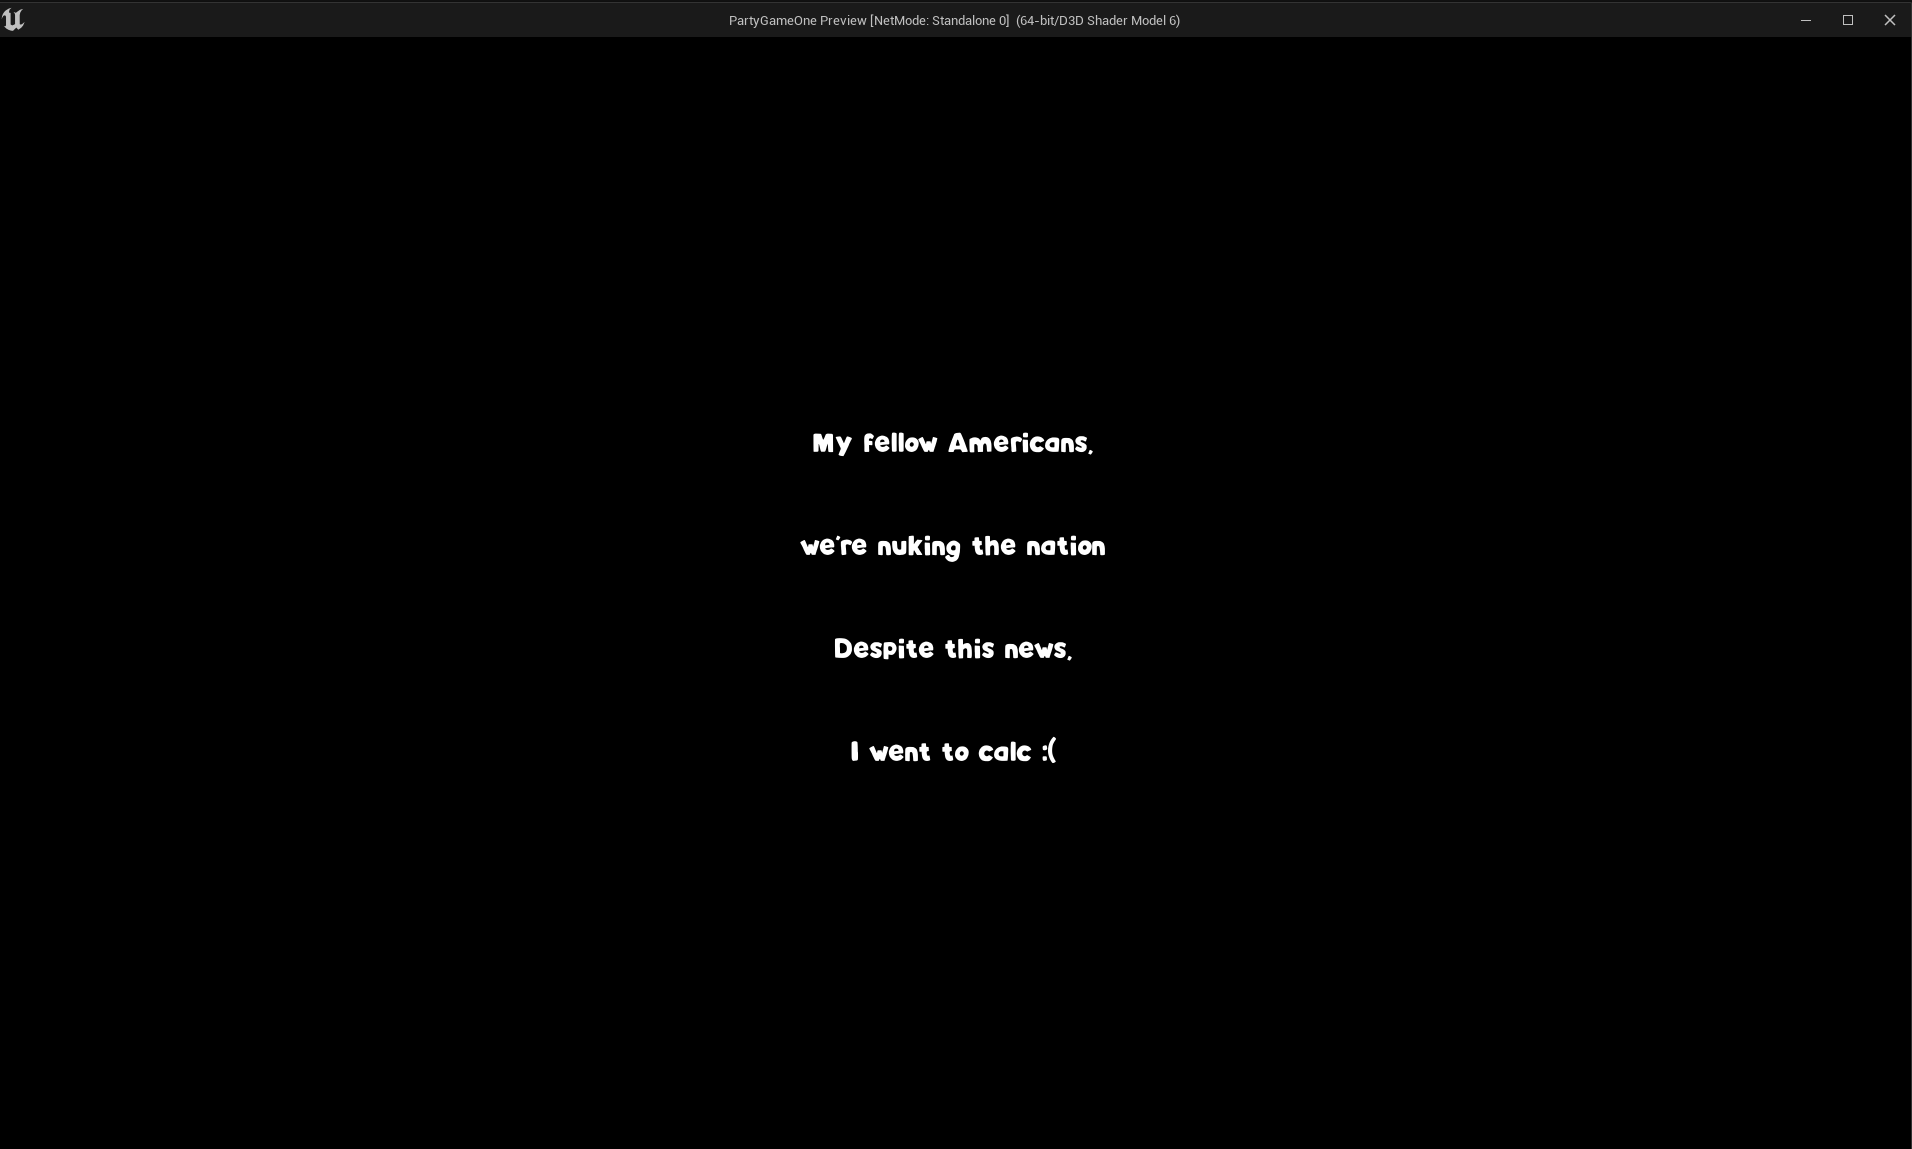 PartyGameOne Preview [NetMode: Standalone 0] (64-bit/D3D Shader Model 6)
My fellow Americans,
we're nuking the nation
Despite this news,
I went to calc :(